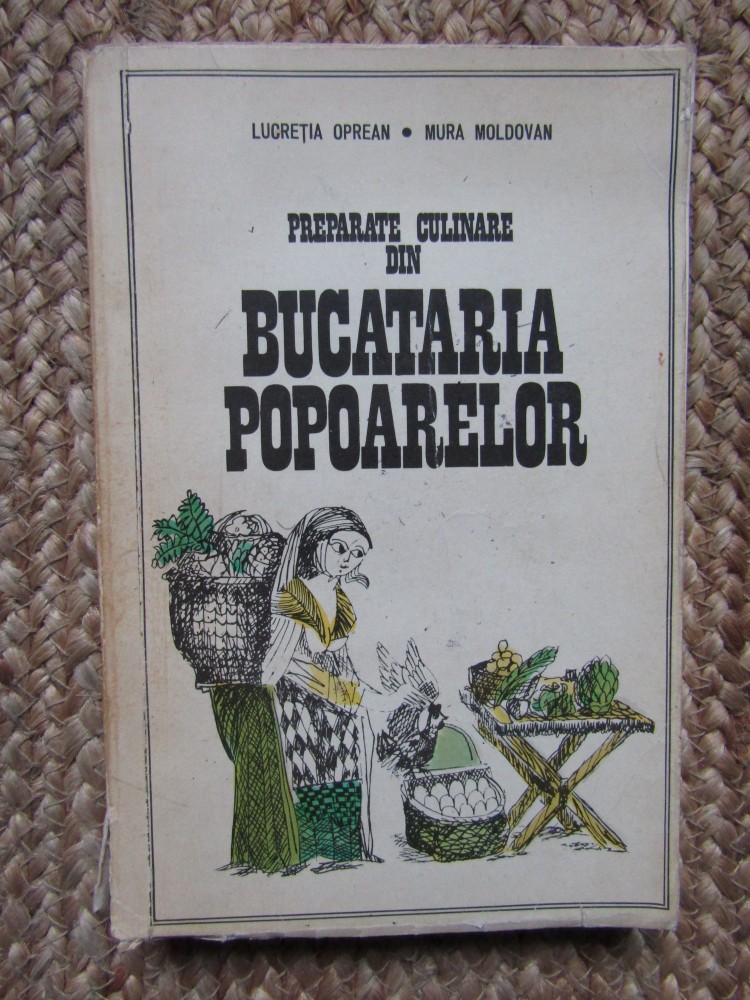 LUCREȚIA OPREAN • MURA MOLDOVAN
PREPARATE CULINARE
DIN
BUCATARIA
POPOARELOR